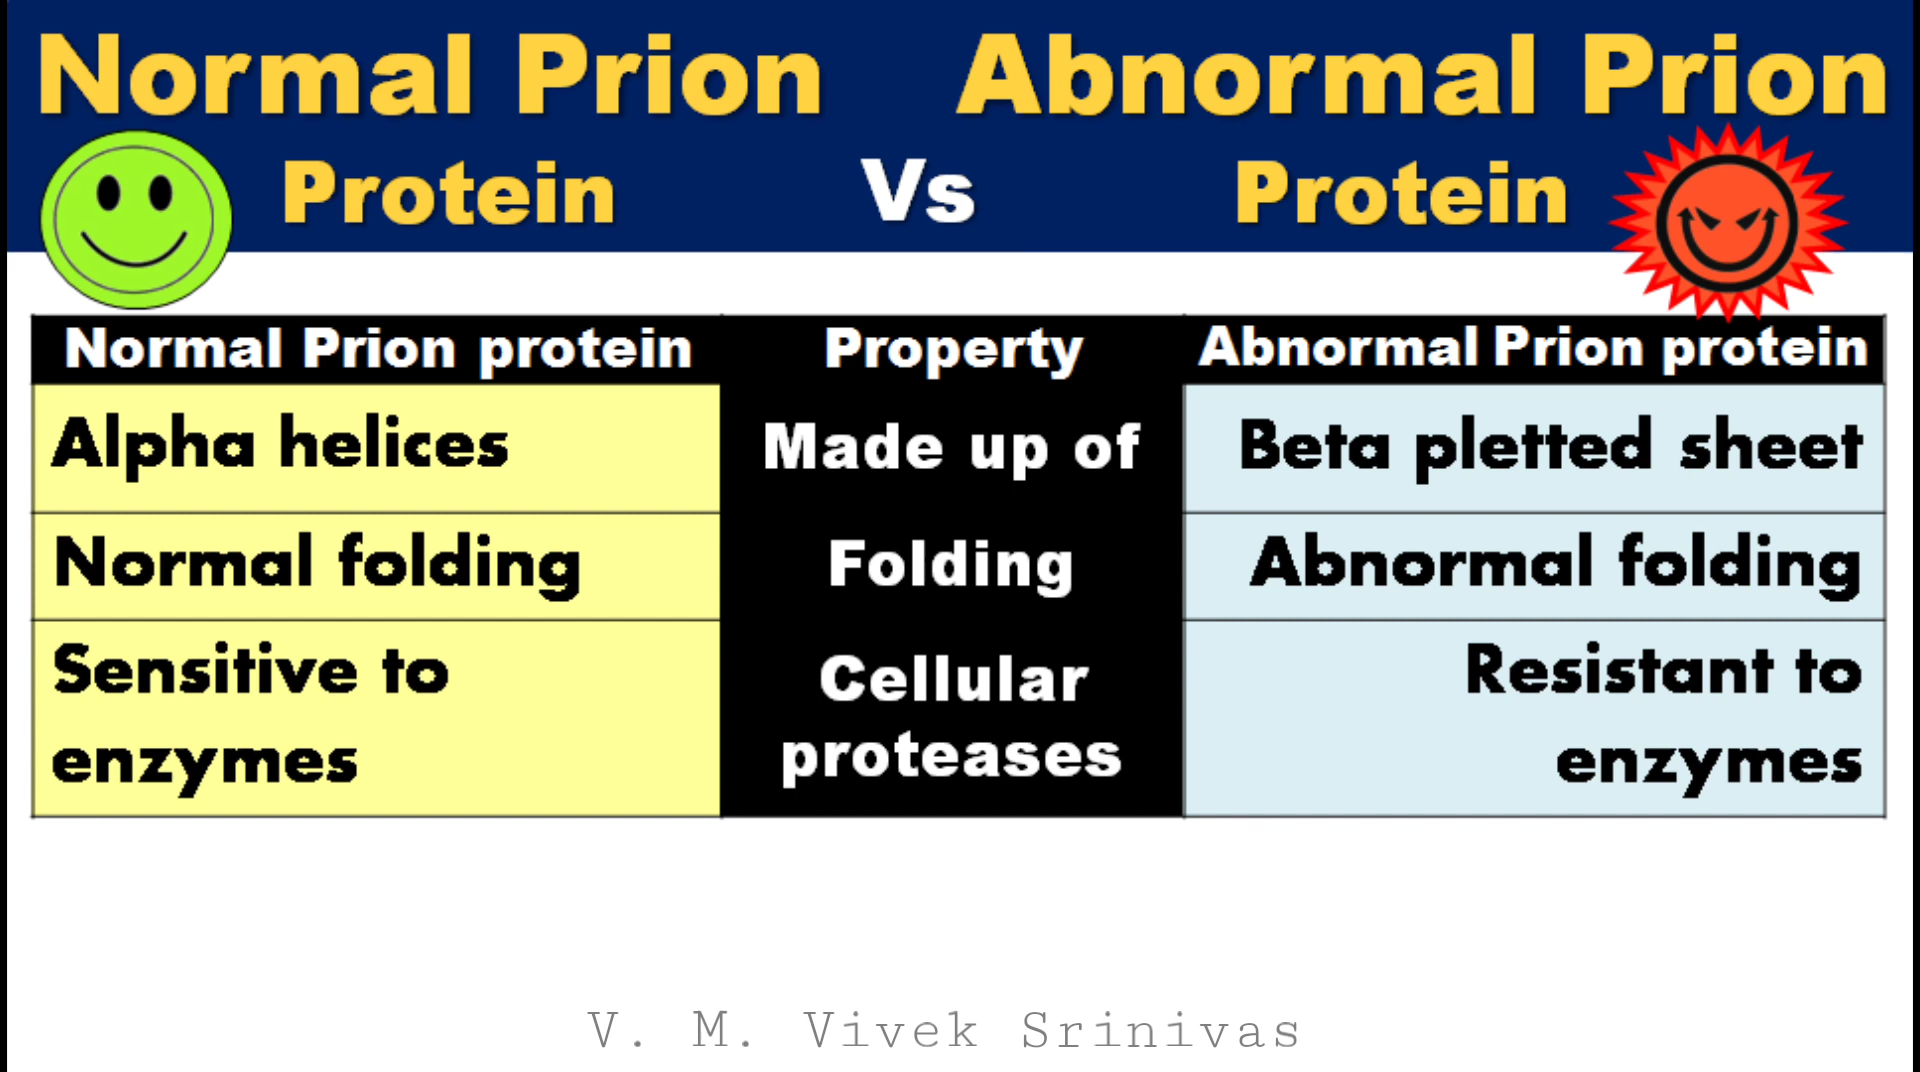 Normal Prion Abnormal Prion
Protein Vs Protein
Normal Prion protein Property Abnormal Prion protein
Alpha helices Made up of Beta pletted sheet
Normal folding Folding Abnormal folding
Sensitive to Cellular Resistant to
enzymes proteases enzymes
V. M. Vivek Srinivas